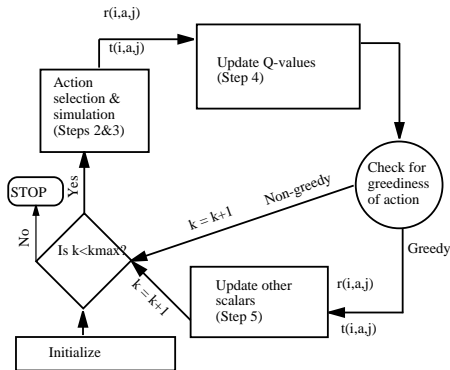 r(i,a,j)
t(i,a,j)
Action
selection &
simulation
(Steps 2&3)
Update Q-values
(Step 4)
Check for
greediness
of action
Non-greedy
k = k+1
Greedy
STOP
Yes
No
Is k<kmax?
k = k+1
Update other
scalars
(Step 5)
r(i,a,j)
t(i,a,j)
Initialize